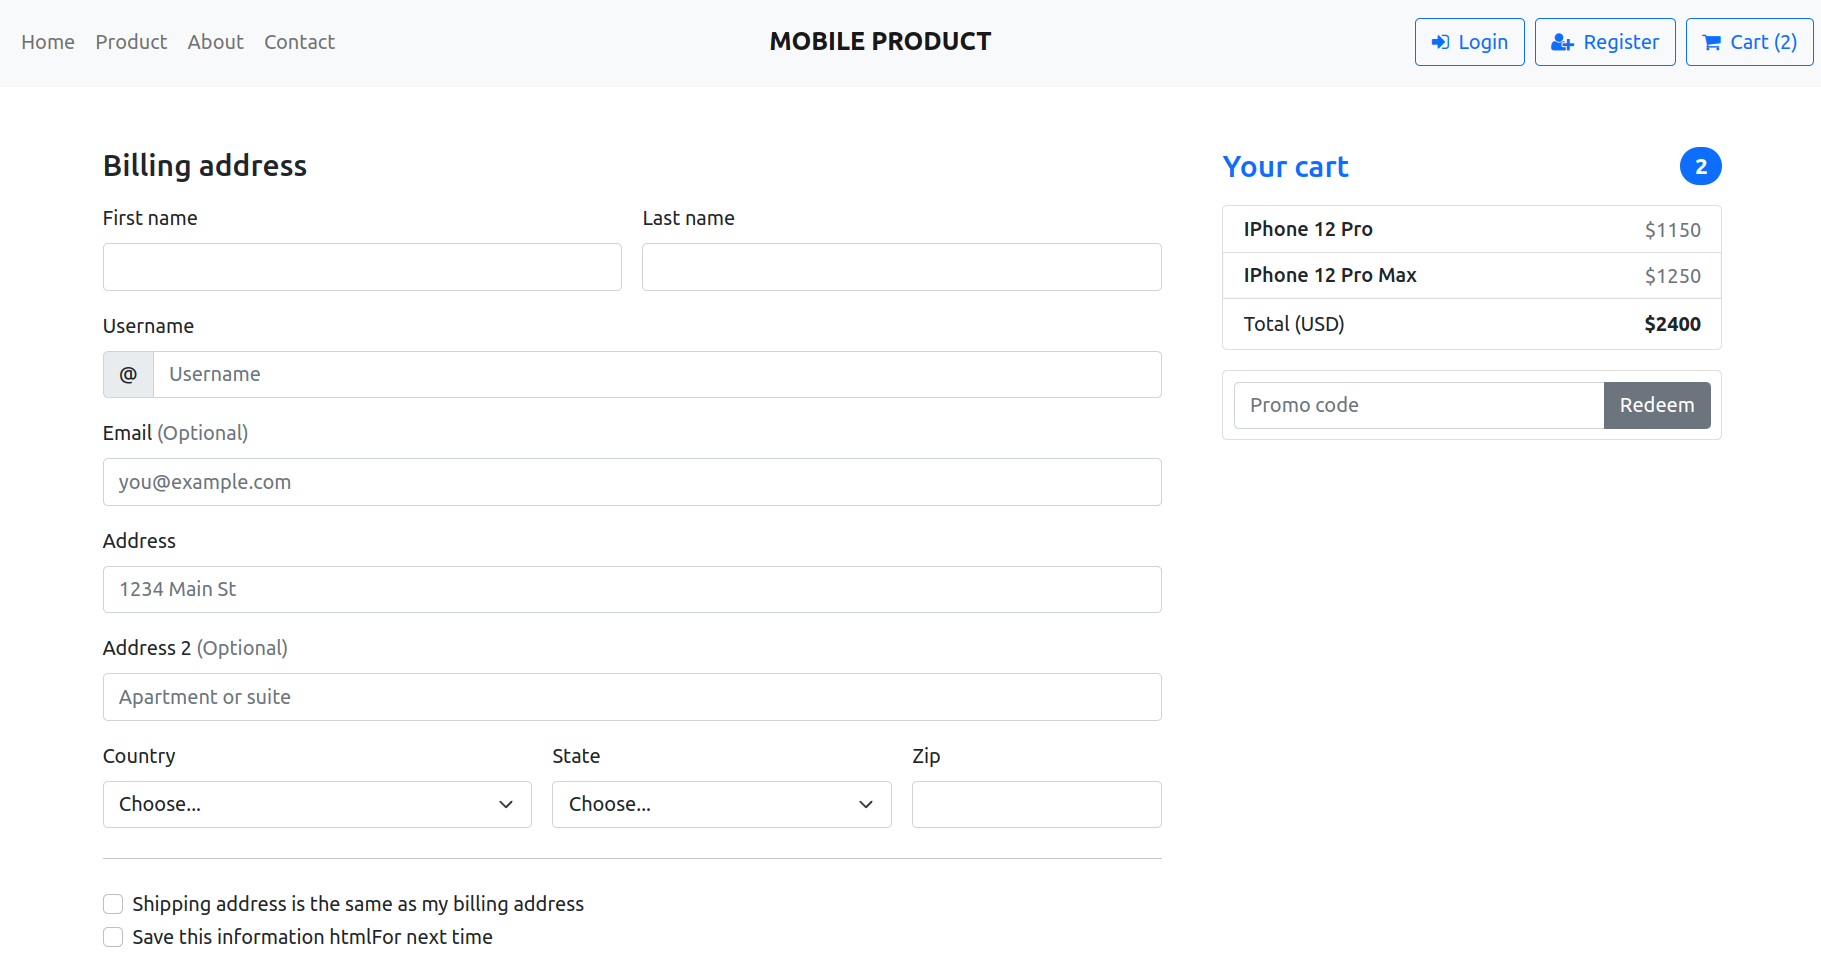 Home Product About Contact MOBILE PRODUCT Login Register Cart (2)
Billing address
First name Last name
Username
@ Username
Email (Optional)
you@example.com
Address
1234 Main St
Address 2 (Optional)
Apartment or suite
Country State Zip
Choose... Choose...
Shipping address is the same as my billing address
Save this information htmlFor next time
Your cart 2
IPhone 12 Pro $1150
IPhone 12 Pro Max $1250
Total (USD) $2400
Promo code Redeem